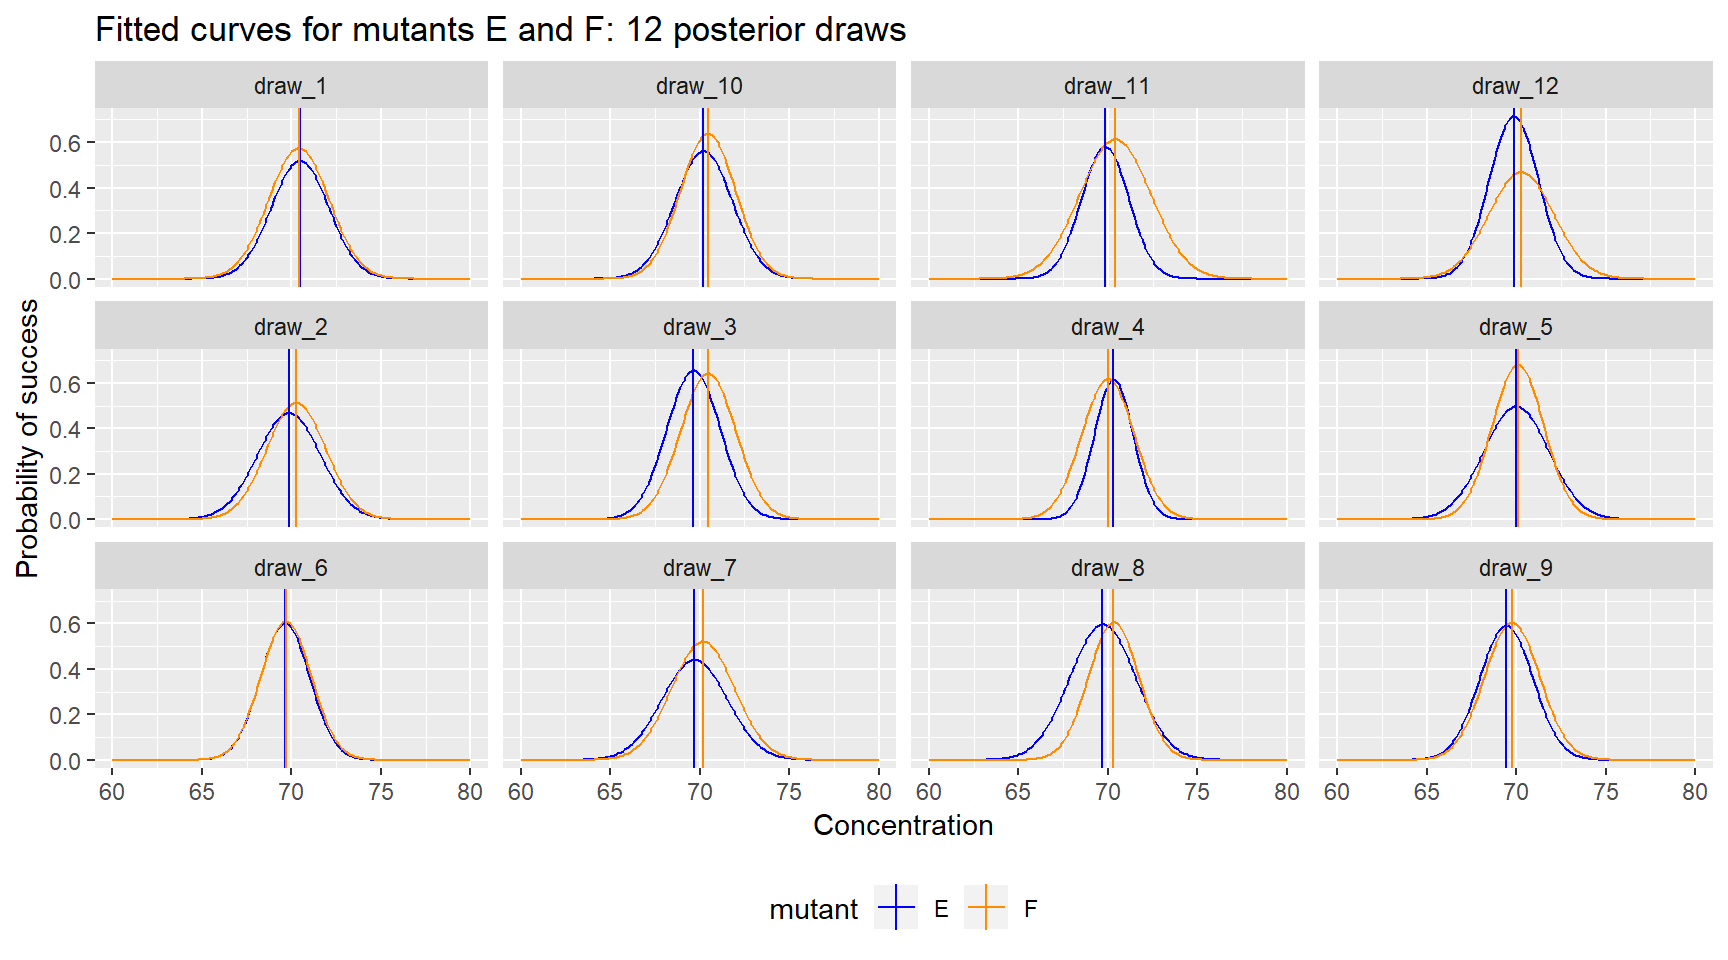 Fitted curves for mutants E and F: 12 posterior draws
draw_1
draw_10
draw_11
draw_12
0.6
0.4
0.2
0.0
draw_2
draw_3
draw_4
draw_5
0.6
0.4
0.2
0.0
Probability of success
draw_6
draw_7
draw_8
draw_9
0.6
0.4
0.2
0.0
60 65 70 75 80 60 65 70 75 80 60 65 70 75 80 60 65 70 75 80
Concentration
mutant E F